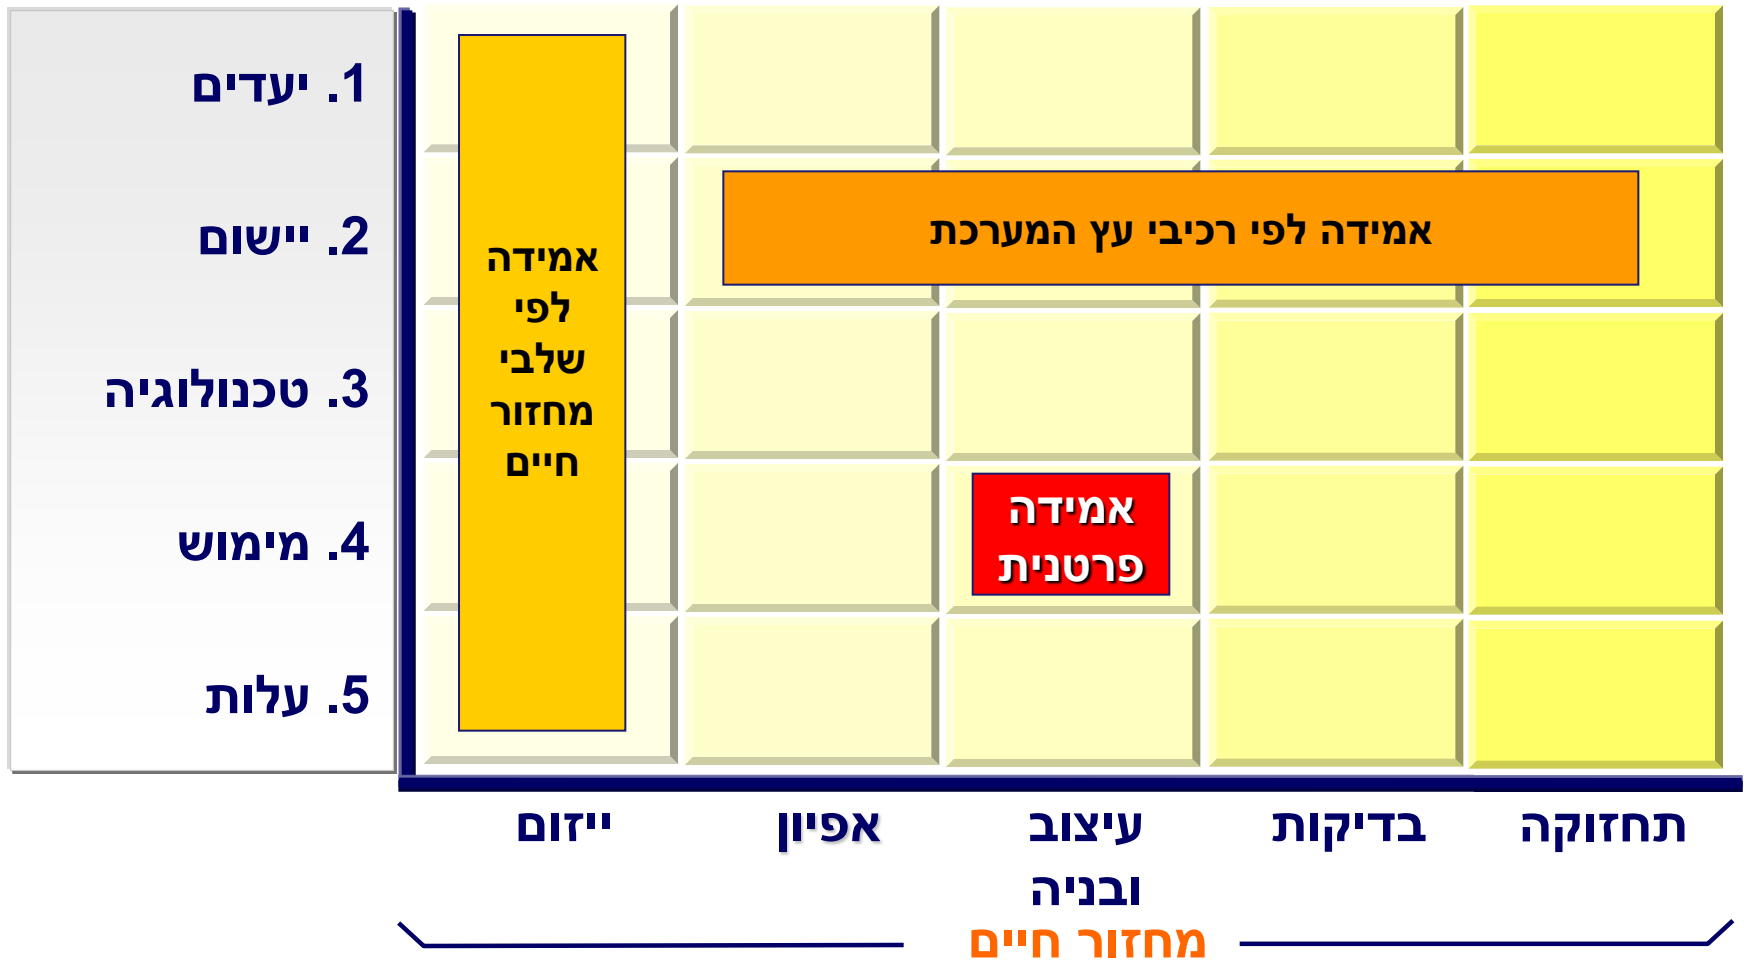 1. יעדים
2. יישום
3. טכנולוגיה
4. מימוש
5. עלות
אמידה
לפי
שלבי
מחזור
חיים
אמידה לפי רכיבי עץ המערכת
אמידה
פרטנית
ייזום
אפיון
עיצוב
ובניה
בדיקות
תחזוקה
מחזור חיים